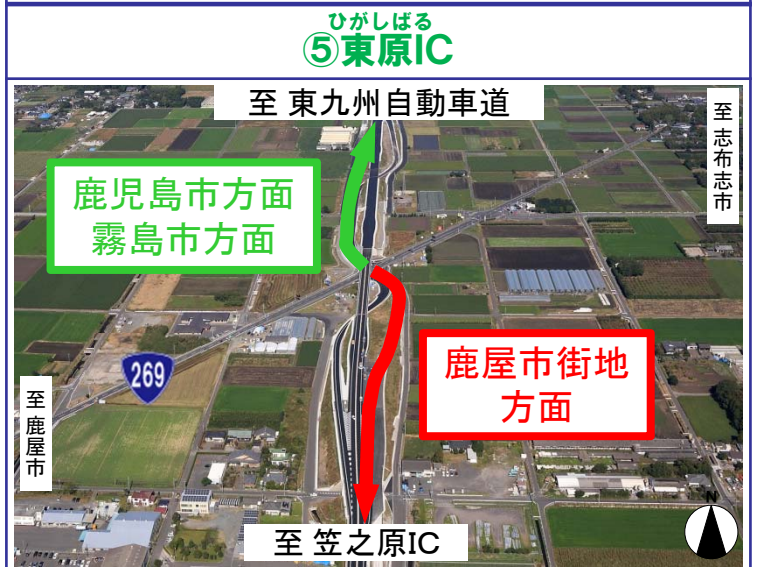 ひがしばる
⑤東原IC
至 東九州自動車道
至 志布志市
鹿児島市方面
霧島市方面
269
鹿屋市街地
方面
至 鹿屋市
N
至 笠之原IC